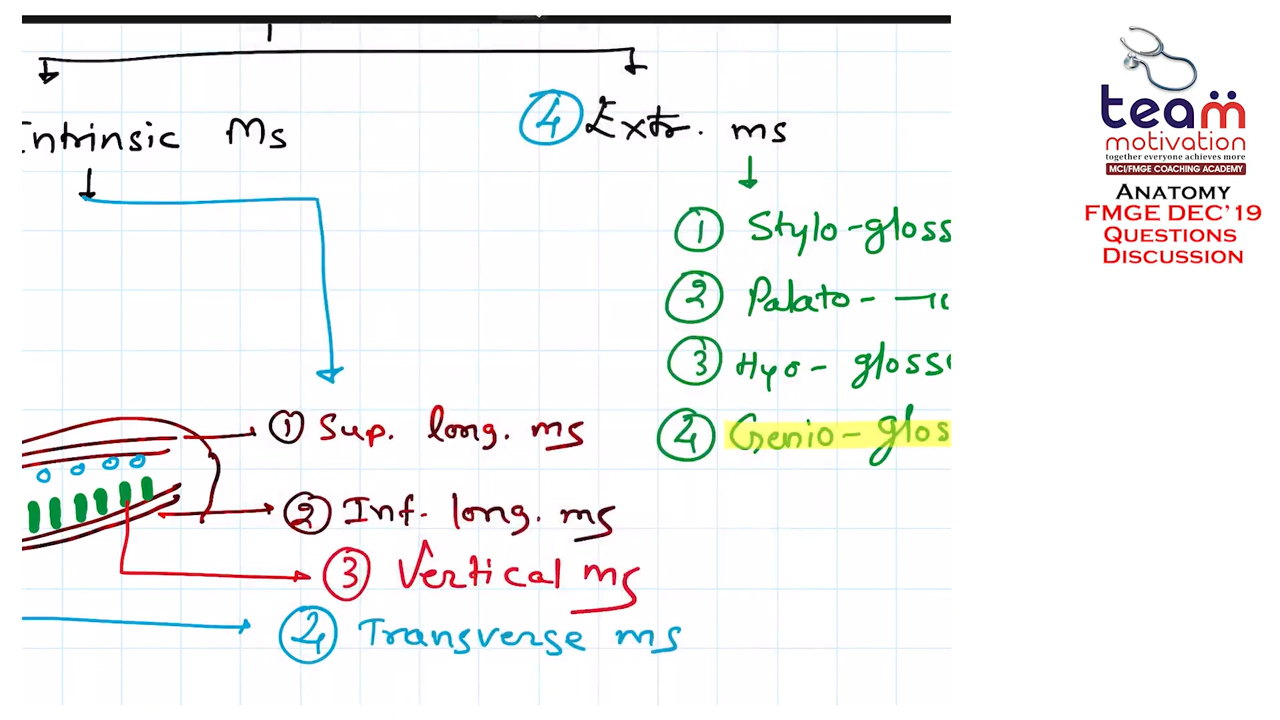 Intrinsic Ms
④ Extr. ms
① Stylo-gloss
② Palato-
③ Hyo-gloss
④ Genio-glos
① Sup. long. ms
② Inf. long. ms
③ Vertical ms
④ Transverse ms
team
motivation
together everyone achieves more
MCI/FMGE COACHING ACADEMY
ANATOMY
FMGE DEC'19
QUESTIONS
DISCUSSION